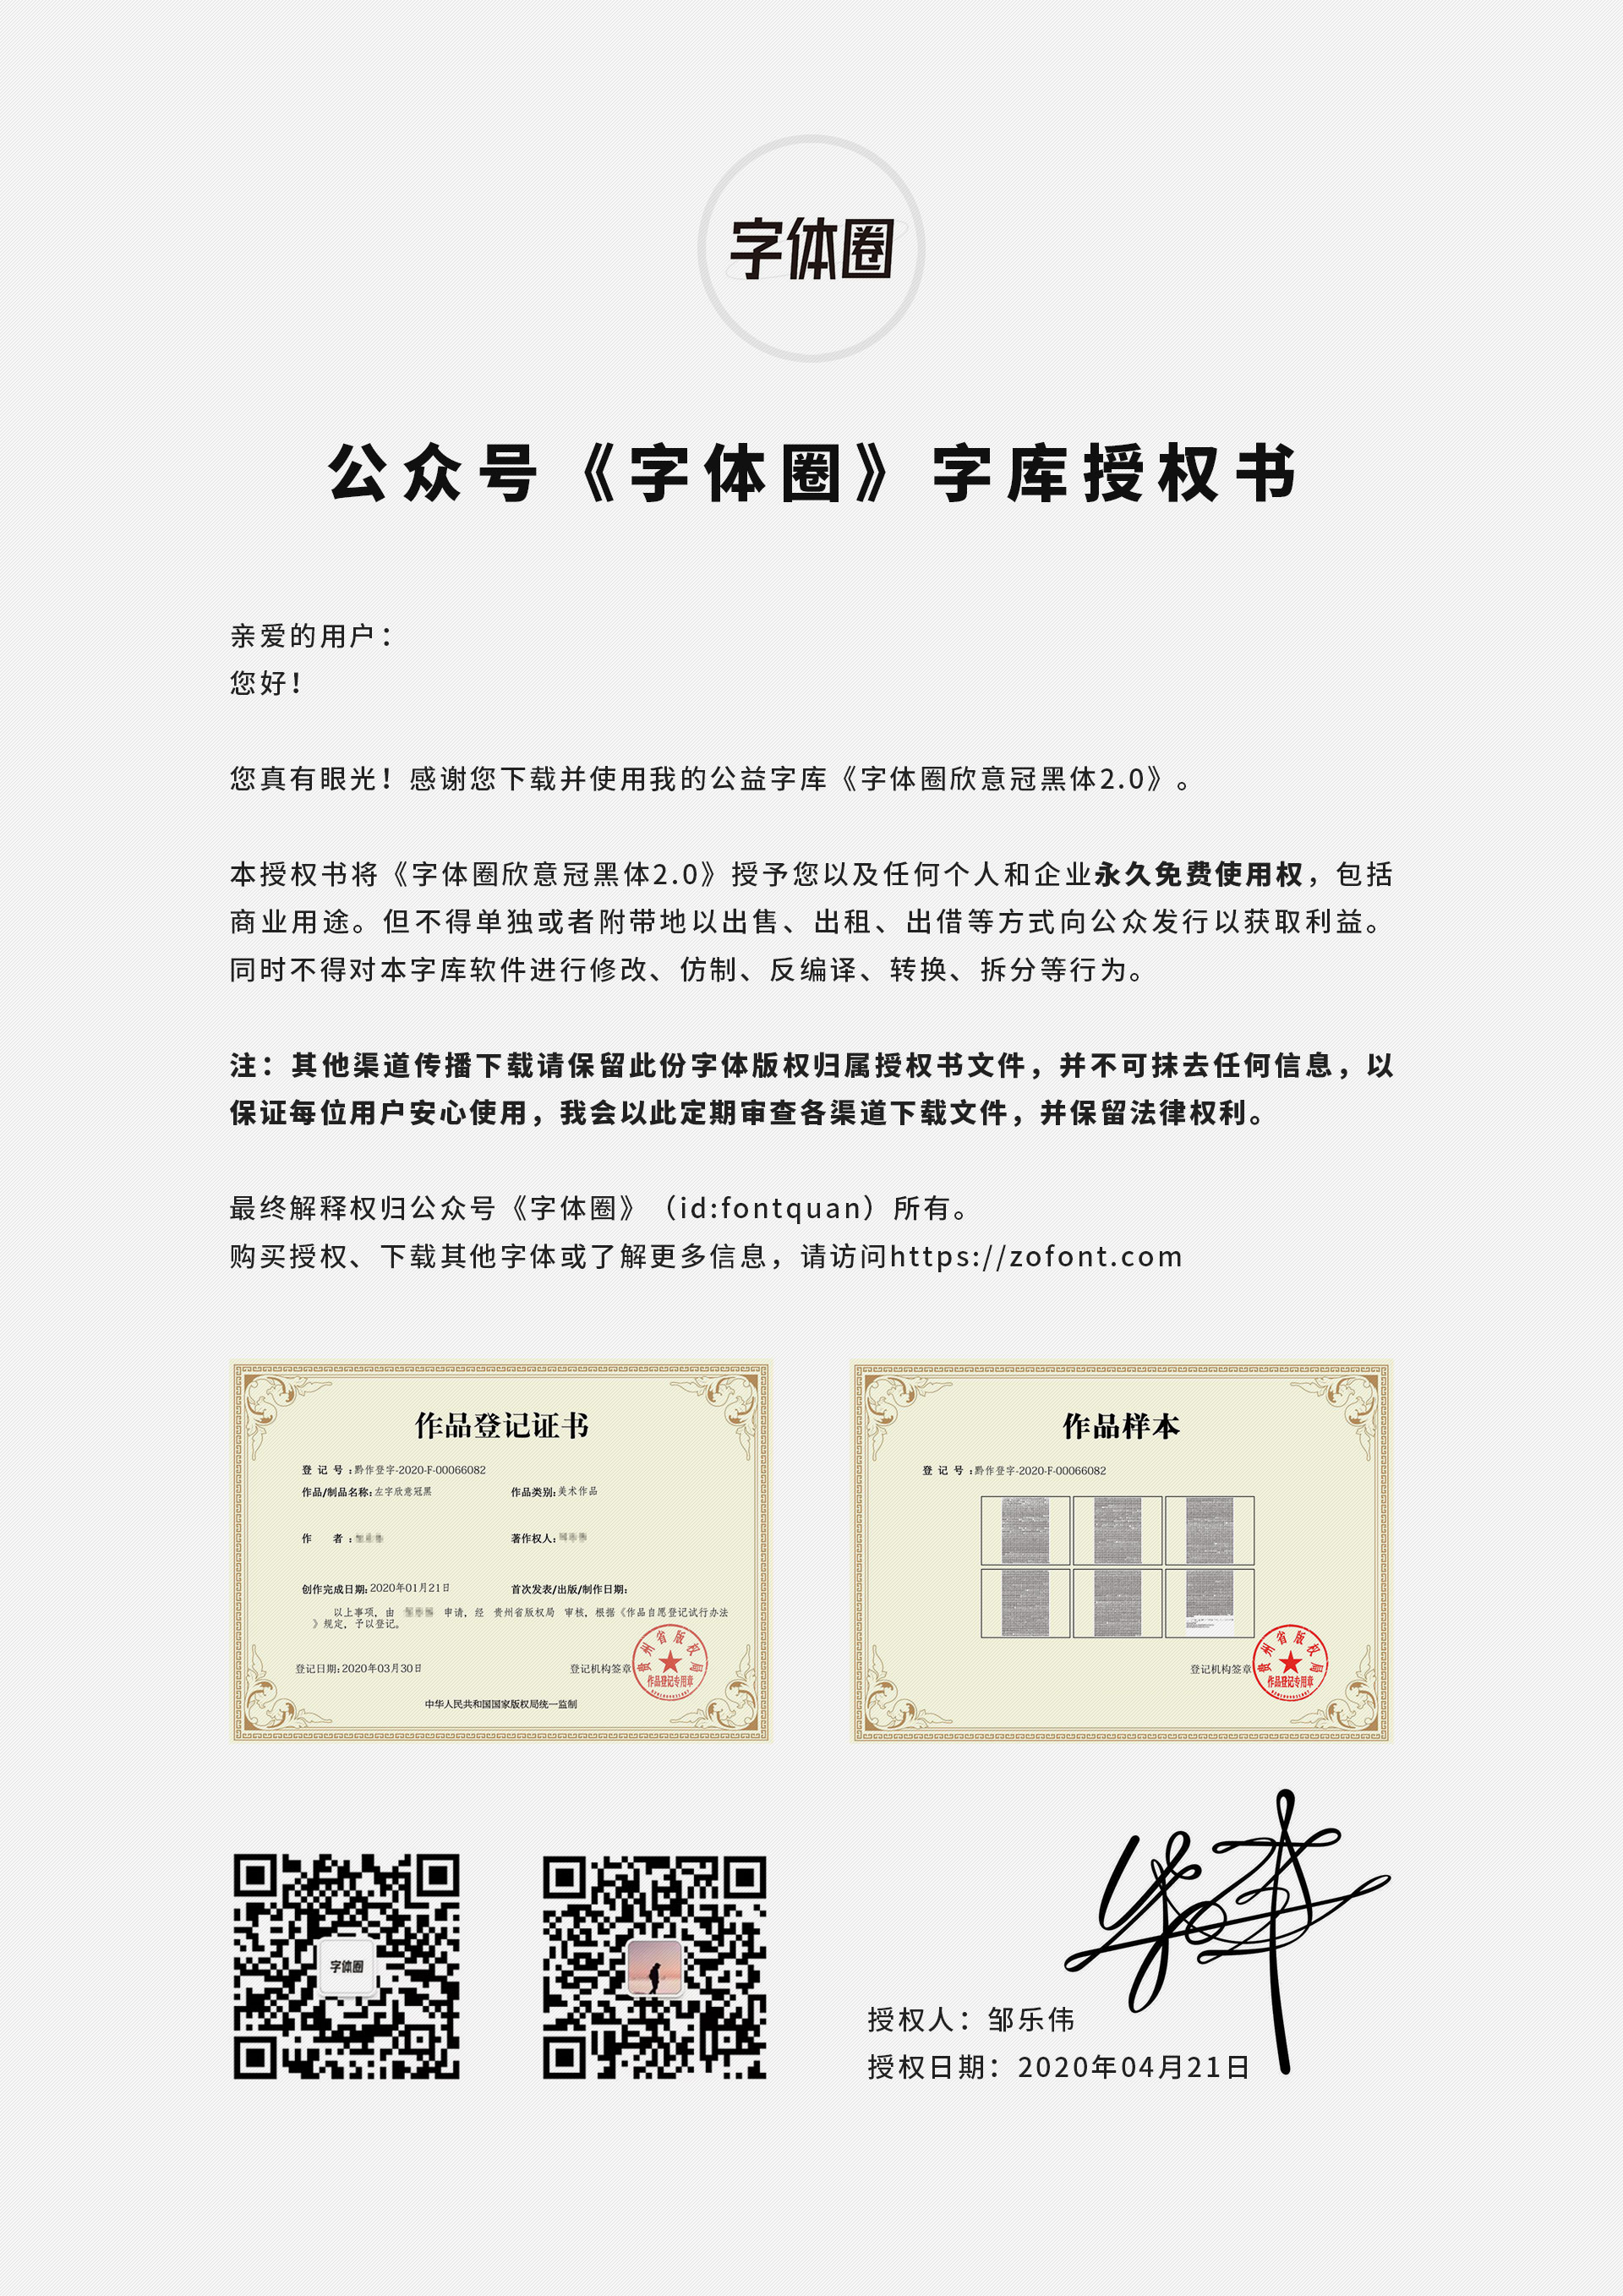 字体圈
公众号《字体圈》字库授权书
亲爱的用户：
您好！
您真有眼光！感谢您下载并使用我的公益字库《字体圈欣意冠黑体2.0》。
本授权书将《字体圈欣意冠黑体2.0》授予您以及任何个人和企业永久免费使用权，包括
商业用途。但不得单独或者附带地以出售、出租、出借等方式向公众发行以获取利益。
同时不得对本字库软件进行修改、仿制、反编译、转换、拆分等行为。
注：其他渠道传播下载请保留此份字体版权归属授权书文件，并不可抹去任何信息，以
保证每位用户安心使用，我会以此定期审查各渠道下载文件，并保留法律权利。
最终解释权归公众号《字体圈》（id:fontquan）所有。
购买授权、下载其他字体或了解更多信息，请访问https://zofont.com
作品登记证书
登 记 号 :黔作登字-2020-F-00066082
作品/制品名称:左字欣意冠黑 作品类别:美术作品
作 者 : 著作权人:
创作完成日期:2020年01月21日 首次发表/出版/制作日期:
以上事项，由 申请，经 贵州省版权局 审核，根据《作品自愿登记试行办法
》规定，予以登记。
登记日期:2020年03月30日 登记机构签章
贵州省版权局
作品登记专用章
中华人民共和国国家版权局统一监制
作品样本
登 记 号 :黔作登字-2020-F-00066082
登记机构签章
贵州省版权局
作品登记专用章
字体圈
授权人：邹乐伟
授权日期：2020年04月21日